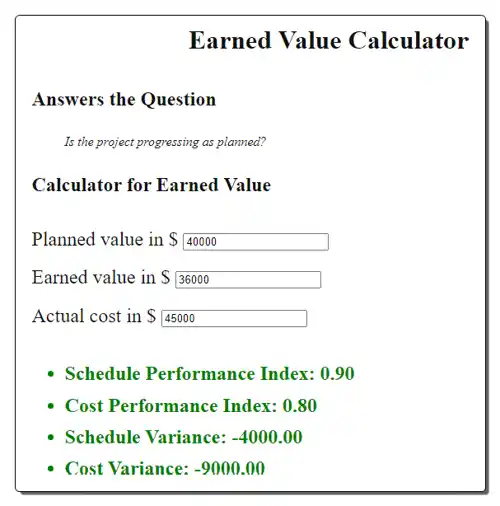 Earned Value Calculator
Answers the Question
Is the project progressing as planned?
Calculator for Earned Value
Planned value in $ 40000
Earned value in $ 36000
Actual cost in $ 45000
• Schedule Performance Index: 0.90
• Cost Performance Index: 0.80
• Schedule Variance: -4000.00
• Cost Variance: -9000.00